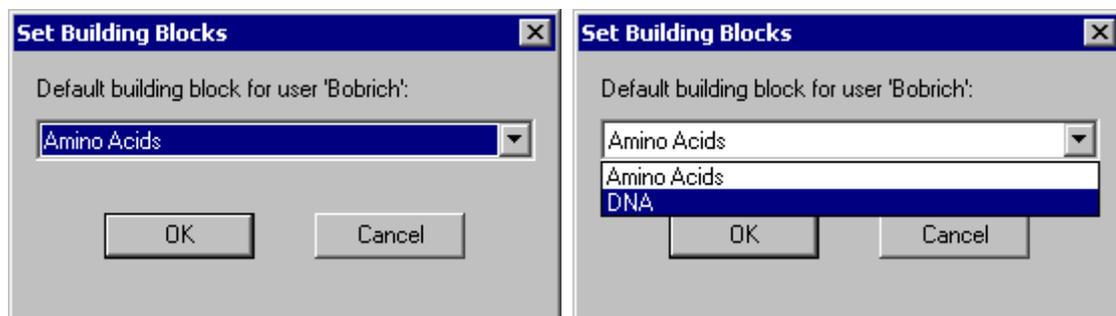 Set Building Blocks
Default building block for user 'Bobrich':
Amino Acids
OK Cancel
Set Building Blocks
Default building block for user 'Bobrich':
Amino Acids
Amino Acids
DNA
OK Cancel